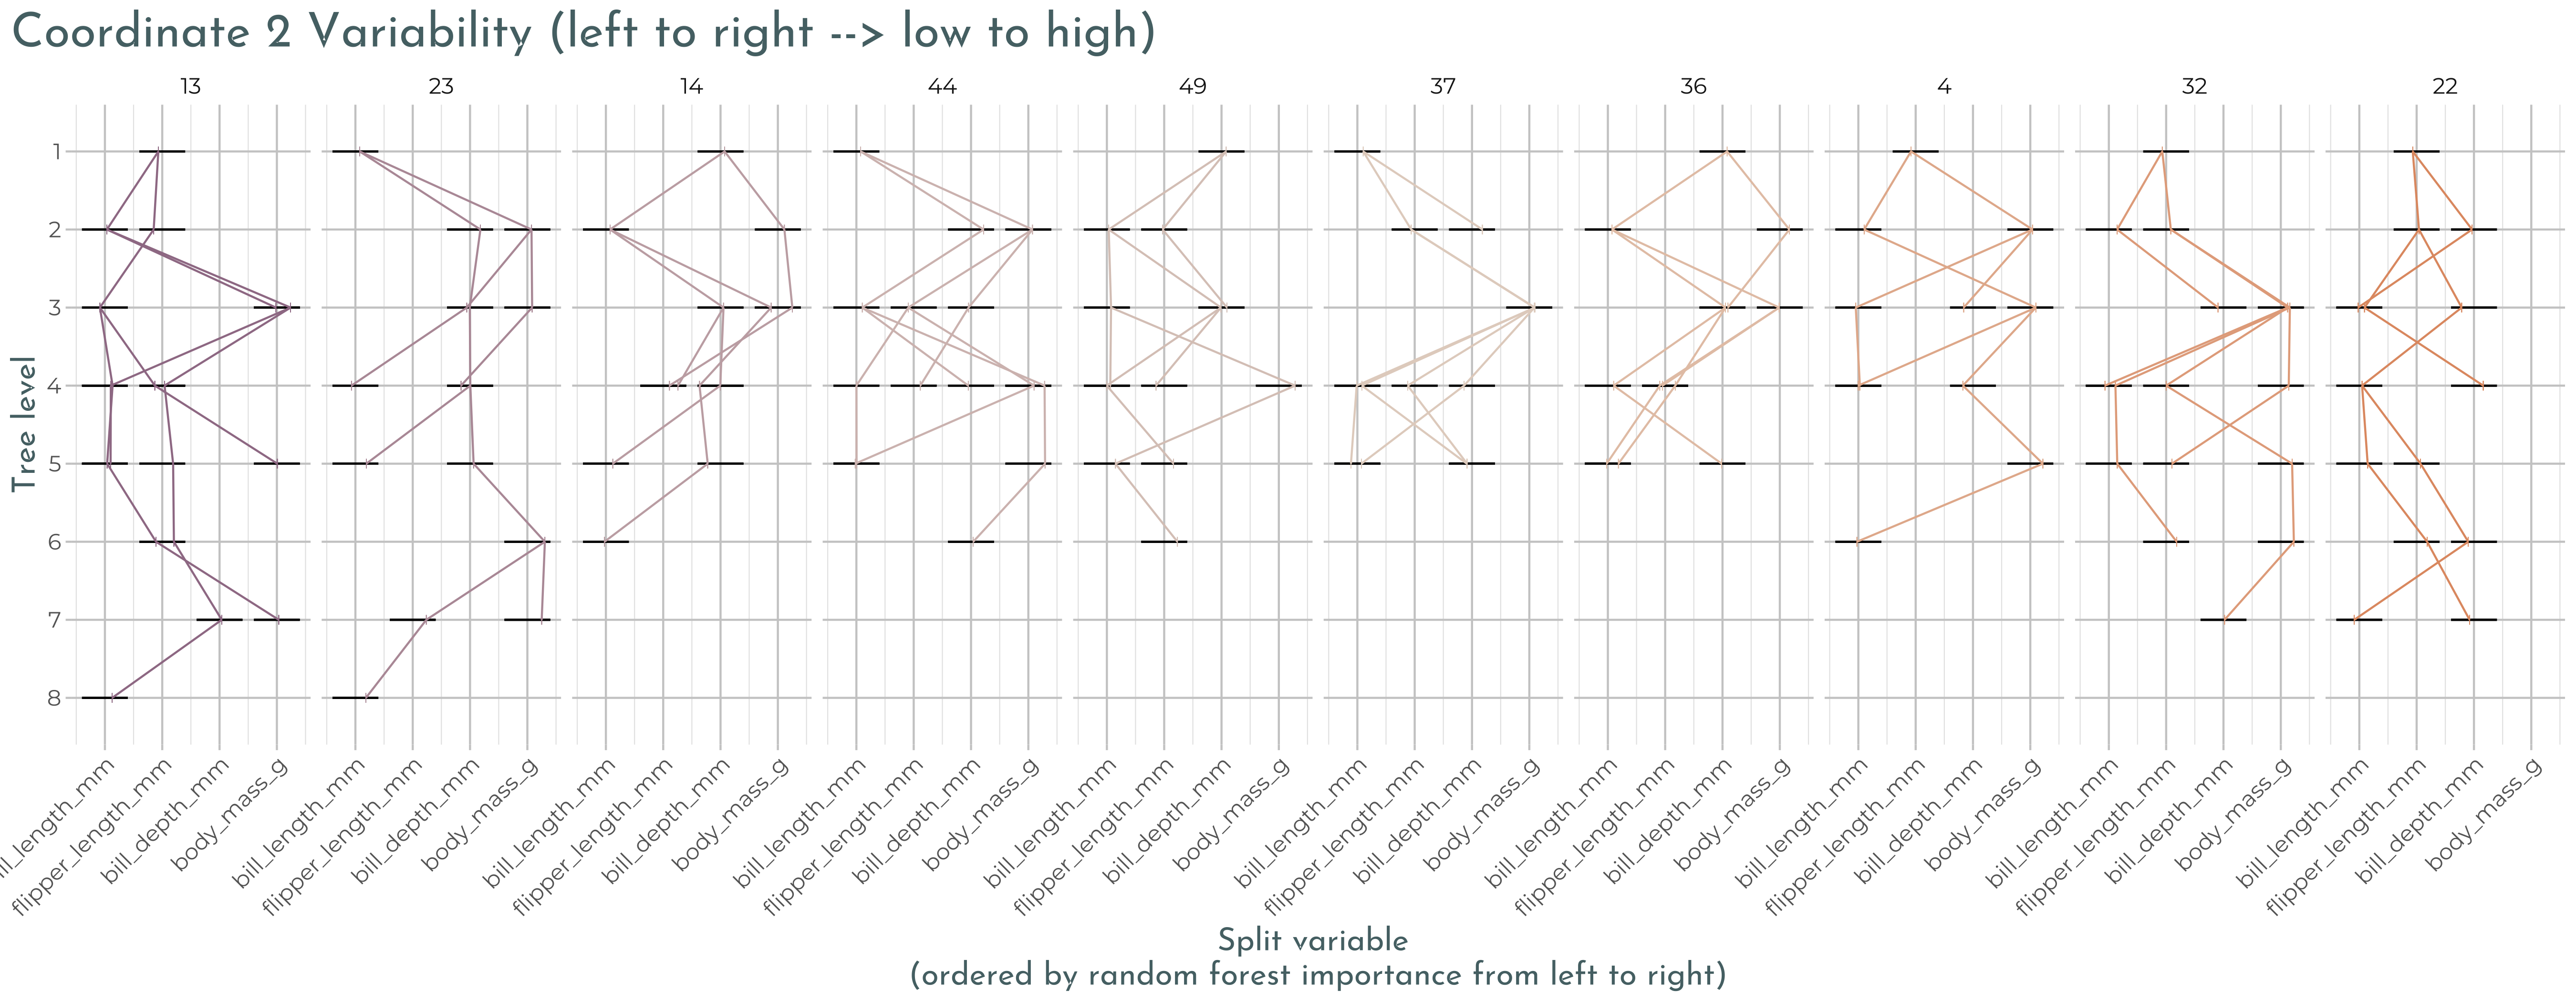 Coordinate 2 Variability (left to right --> low to high)
13 23 14 44 49 37 36 4 32 22
Tree level
1
2
3
4
5
6
7
8
bill_length_mm flipper_length_mm bill_depth_mm body_mass_g
bill_length_mm flipper_length_mm bill_depth_mm body_mass_g
bill_length_mm flipper_length_mm bill_depth_mm body_mass_g
bill_length_mm flipper_length_mm bill_depth_mm body_mass_g
bill_length_mm flipper_length_mm bill_depth_mm body_mass_g
bill_length_mm flipper_length_mm bill_depth_mm body_mass_g
bill_length_mm flipper_length_mm bill_depth_mm body_mass_g
bill_length_mm flipper_length_mm bill_depth_mm body_mass_g
bill_length_mm flipper_length_mm bill_depth_mm body_mass_g
bill_length_mm flipper_length_mm bill_depth_mm body_mass_g
Split variable
(ordered by random forest importance from left to right)